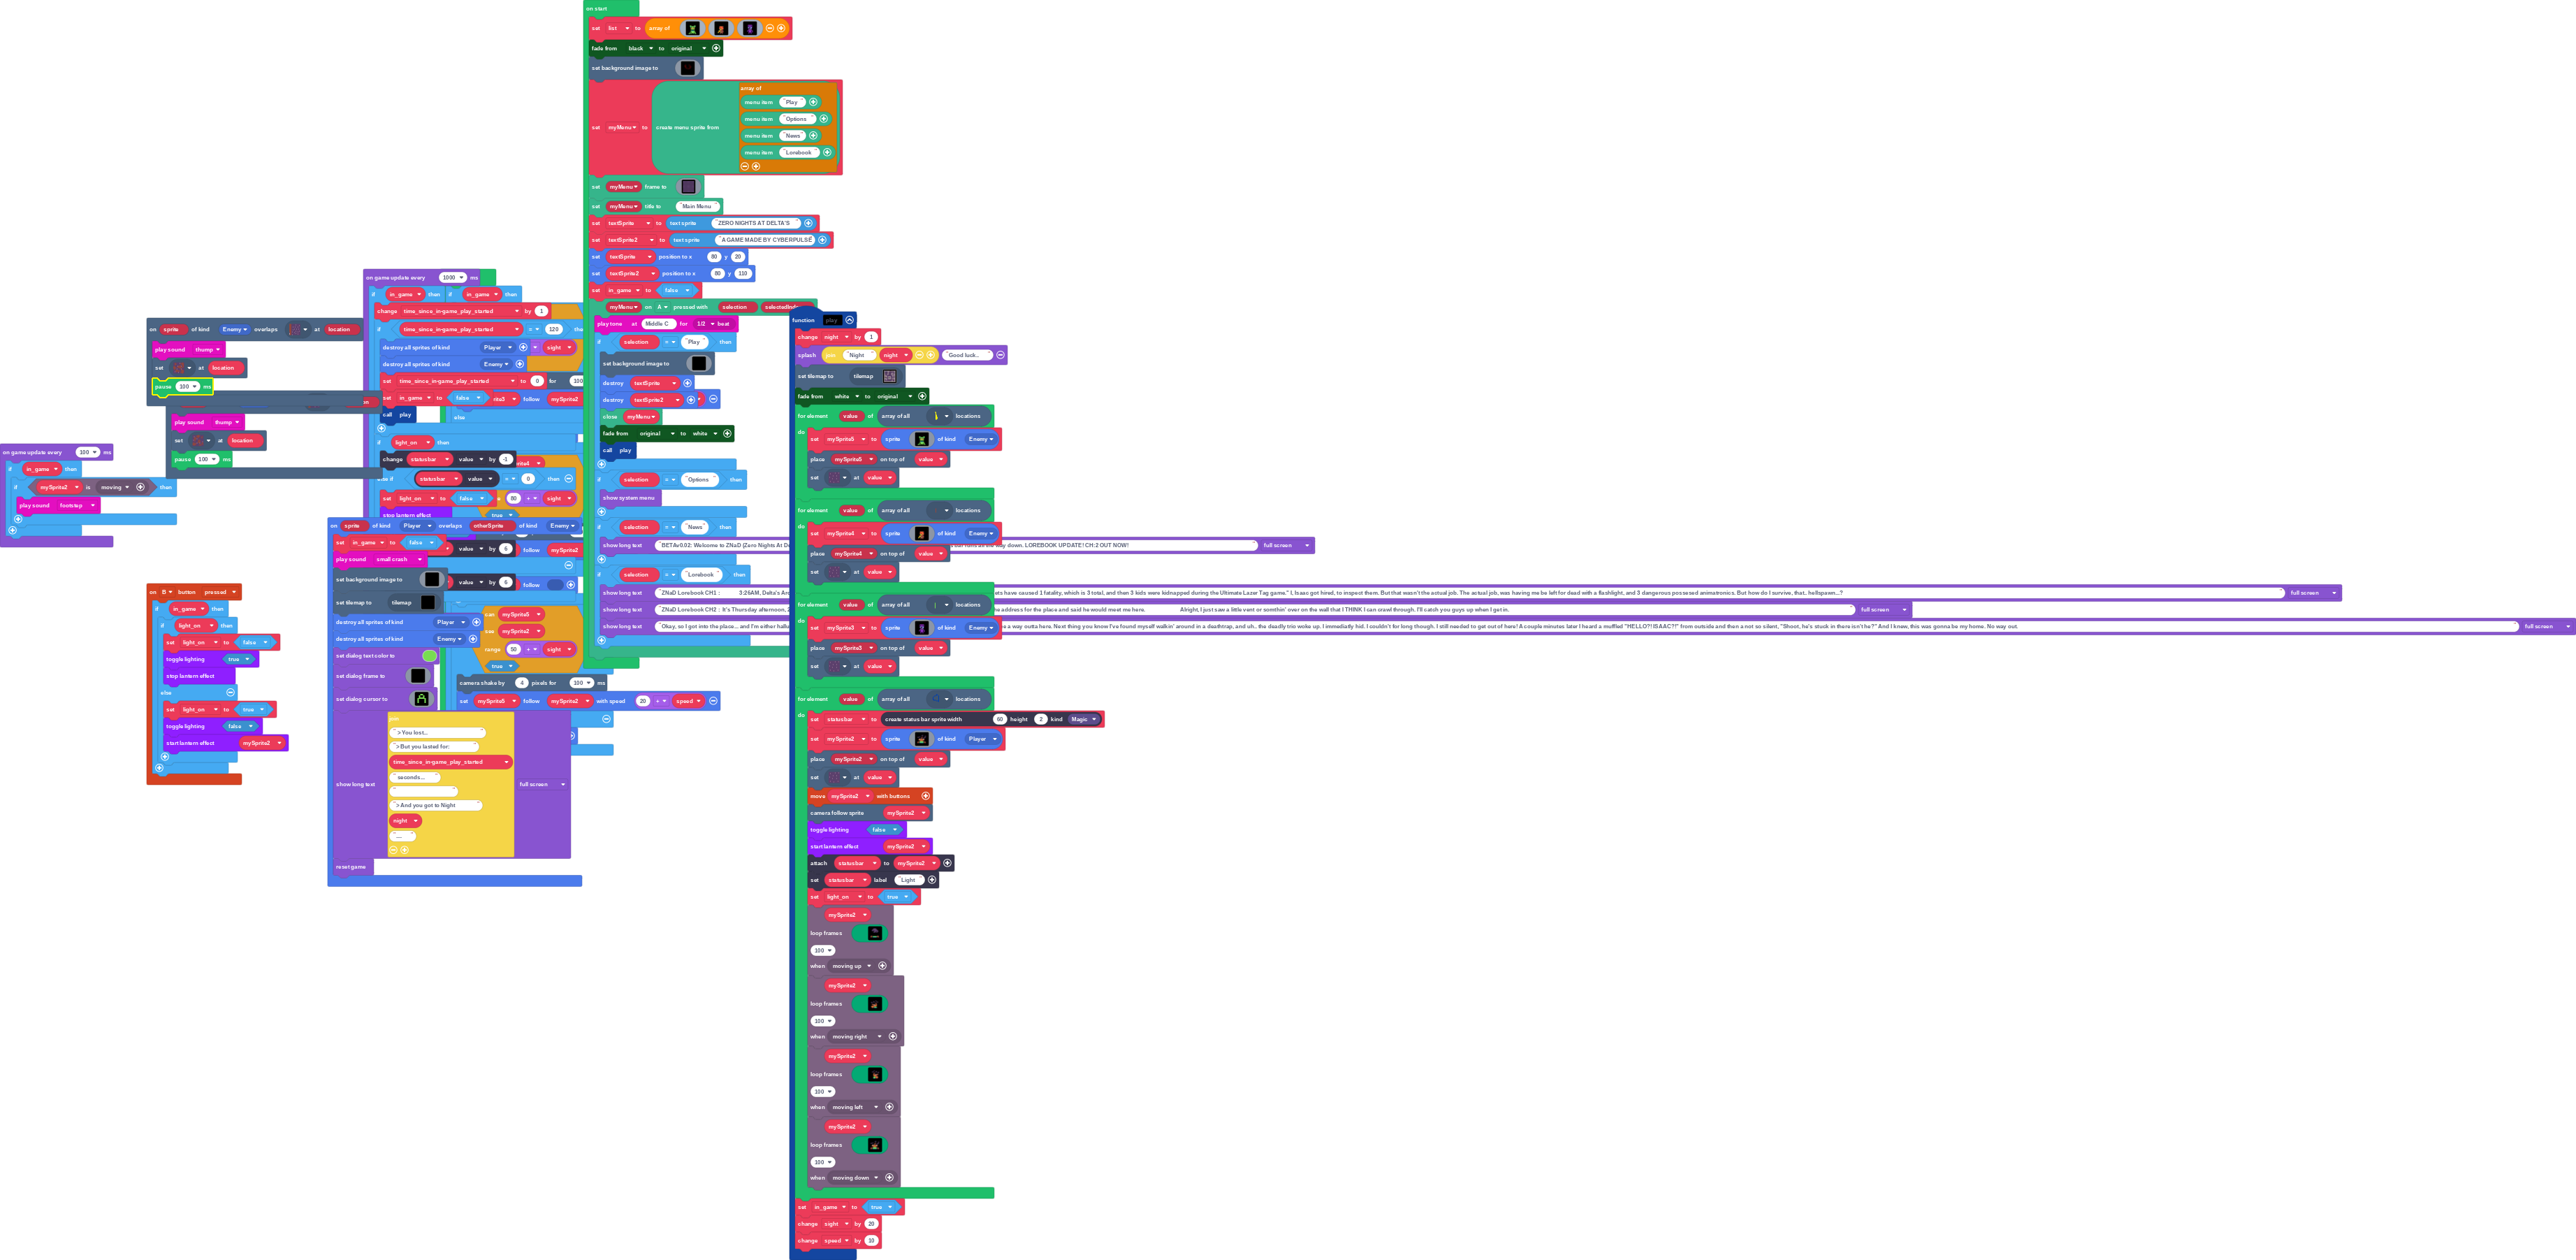 on start
set list to array of
fade from black to original
set background image to
set myMenu to create menu sprite from array of
menu item "Play"
menu item "Options"
menu item "News"
menu item "Lorebook"
set myMenu frame to
set myMenu title to "Main Menu"
set textSprite to text sprite "ZERO NIGHTS AT DELTA'S"
set textSprite2 to text sprite "A GAME MADE BY CYBERPULSE"
set textSprite position to x 80 y 20
set textSprite2 position to x 80 y 110
set in_game to false
myMenu on A pressed with selection
play tone at Middle C for 1/2 beat
if selection = "Play" then
set background image to
destroy textSprite
destroy textSprite2
close myMenu
fade from original to white
call play
if selection = "Options" then
show system menu
if selection = "News" then
show long text "BETAv0.02: Welcome to ZNaD (Zero Nights At De
way down. LOREBOOK UPDATE! CH:2 OUT NOW! full screen
if selection = "Lorebook" then
show long text "ZNaD Lorebook CH1 : 3:26AM, Delta's An
ats have caused 1 fatality, which is 3 total, and then 3 kids were kidnapped during the Ultimate Lazer Tag game." I, Isaac got hired, to inspect them. But that wasn't the actual job. The actual job, was having me be left for dead with a flashlight, and 3 dangerous possesed animatronics. But how do I survive, that.. hellspawn...? full screen
show long text "ZNaD Lorebook CH2 : It's Thursday afternoon, 2
he address for the place and said he would meet me here. Alright, I just saw a little vent or somthin' over on the wall that I THINK I can crawl through. I'll catch you guys up when I get in. full screen
show long text "Okay, so I got into the place... and I'm either hallu
s a way outta here. Next thing you know I've found myself walkin' around in a deathtrap, and uh.. the deadly trio woke up. I immediatly hid. I couldn't for long though. I still needed to get out of here! A couple minutes later I heard a muffled "HELLO?! ISAAC?!" from outside and then a not so silent, "Shoot, he's stuck in there isn't he?" And I knew, this was gonna be my home. No way out. full screen
function play
change night by 1
splash join "Night" night "Good luck.."
set tilemap to tilemap
fade from white to original
for element value of array of all locations
do set mySprite5 to sprite of kind Enemy
place mySprite5 on top of value
set at value
for element value of array of all locations
do set mySprite4 to sprite of kind Enemy
place mySprite4 on top of value
set at value
for element value of array of all locations
do set mySprite3 to sprite of kind Enemy
place mySprite3 on top of value
set at value
for element value of array of all locations
do set statusbar to create status bar sprite width 60 height 2 kind Magic
set mySprite2 to sprite of kind Player
place mySprite2 on top of value
set at value
move mySprite2 with buttons
camera follow sprite mySprite2
toggle lighting false
start lantern effect mySprite2
attach statusbar to mySprite2
set statusbar label "Light"
set light_on to true
mySprite2
loop frames
100
when moving up
mySprite2
loop frames
100
when moving right
mySprite2
loop frames
100
when moving left
mySprite2
loop frames
100
when moving down
set in_game to true
change sight by 20
change speed by 10
on game update every 1000 ms
if in_game then if in_game then
change time_since_in-game_play_started by 1
if time_since_in-game_play_started = 120
destroy all sprites of kind Player sight
destroy all sprites of kind Enemy
set time_since_in-game_play_started to 0 for 100
set in_game to false follow mySprite2
call play else
if light_on then
change statusbar value by -1
if statusbar value = 0 then
set light_on to false 80 + sight
stop lantern effect true
value by 6 follow mySprite2
value by 6 follow
mySprite5
mySprite2
range 50 + sight
true
camera shake by 4 pixels for 100 ms
set mySprite5 follow mySprite2 with speed 20 + speed
on sprite of kind Enemy overlaps at location
play sound thump
set at location
pause 100 ms
play sound thump
set at location
pause 100 ms
on game update every 100 ms
if in_game then
if mySprite2 is moving then
play sound footstep
on B button pressed
if in_game then
if light_on then
set light_on to false
toggle lighting true
stop lantern effect
else
set light_on to true
toggle lighting false
start lantern effect mySprite2
on sprite of kind Player overlaps otherSprite of kind Enemy
set in_game to false
play sound small crash
set background image to
set tilemap to tilemap
destroy all sprites of kind Player
destroy all sprites of kind Enemy
set dialog text color to
set dialog frame to
set dialog cursor to
show long text join full screen
">You lost...
">But you lasted for:
time_since_in-game_play_started
" seconds...
">And you got to Night
night
"...
reset game